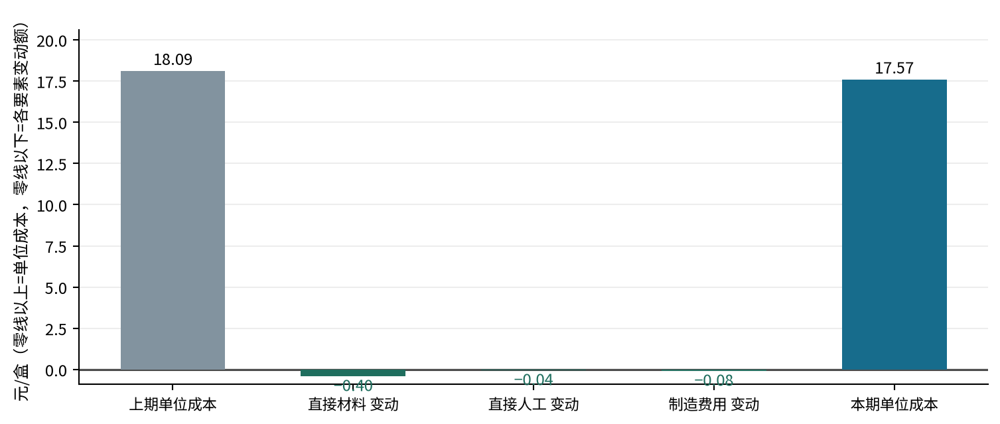 元/盒（零线以上=单位成本，零线以下=各要素变动额）
20.0
17.5
15.0
12.5
10.0
7.5
5.0
2.5
0.0
18.09
−0.40
−0.04
−0.08
17.57
上期单位成本
直接材料 变动
直接人工 变动
制造费用 变动
本期单位成本